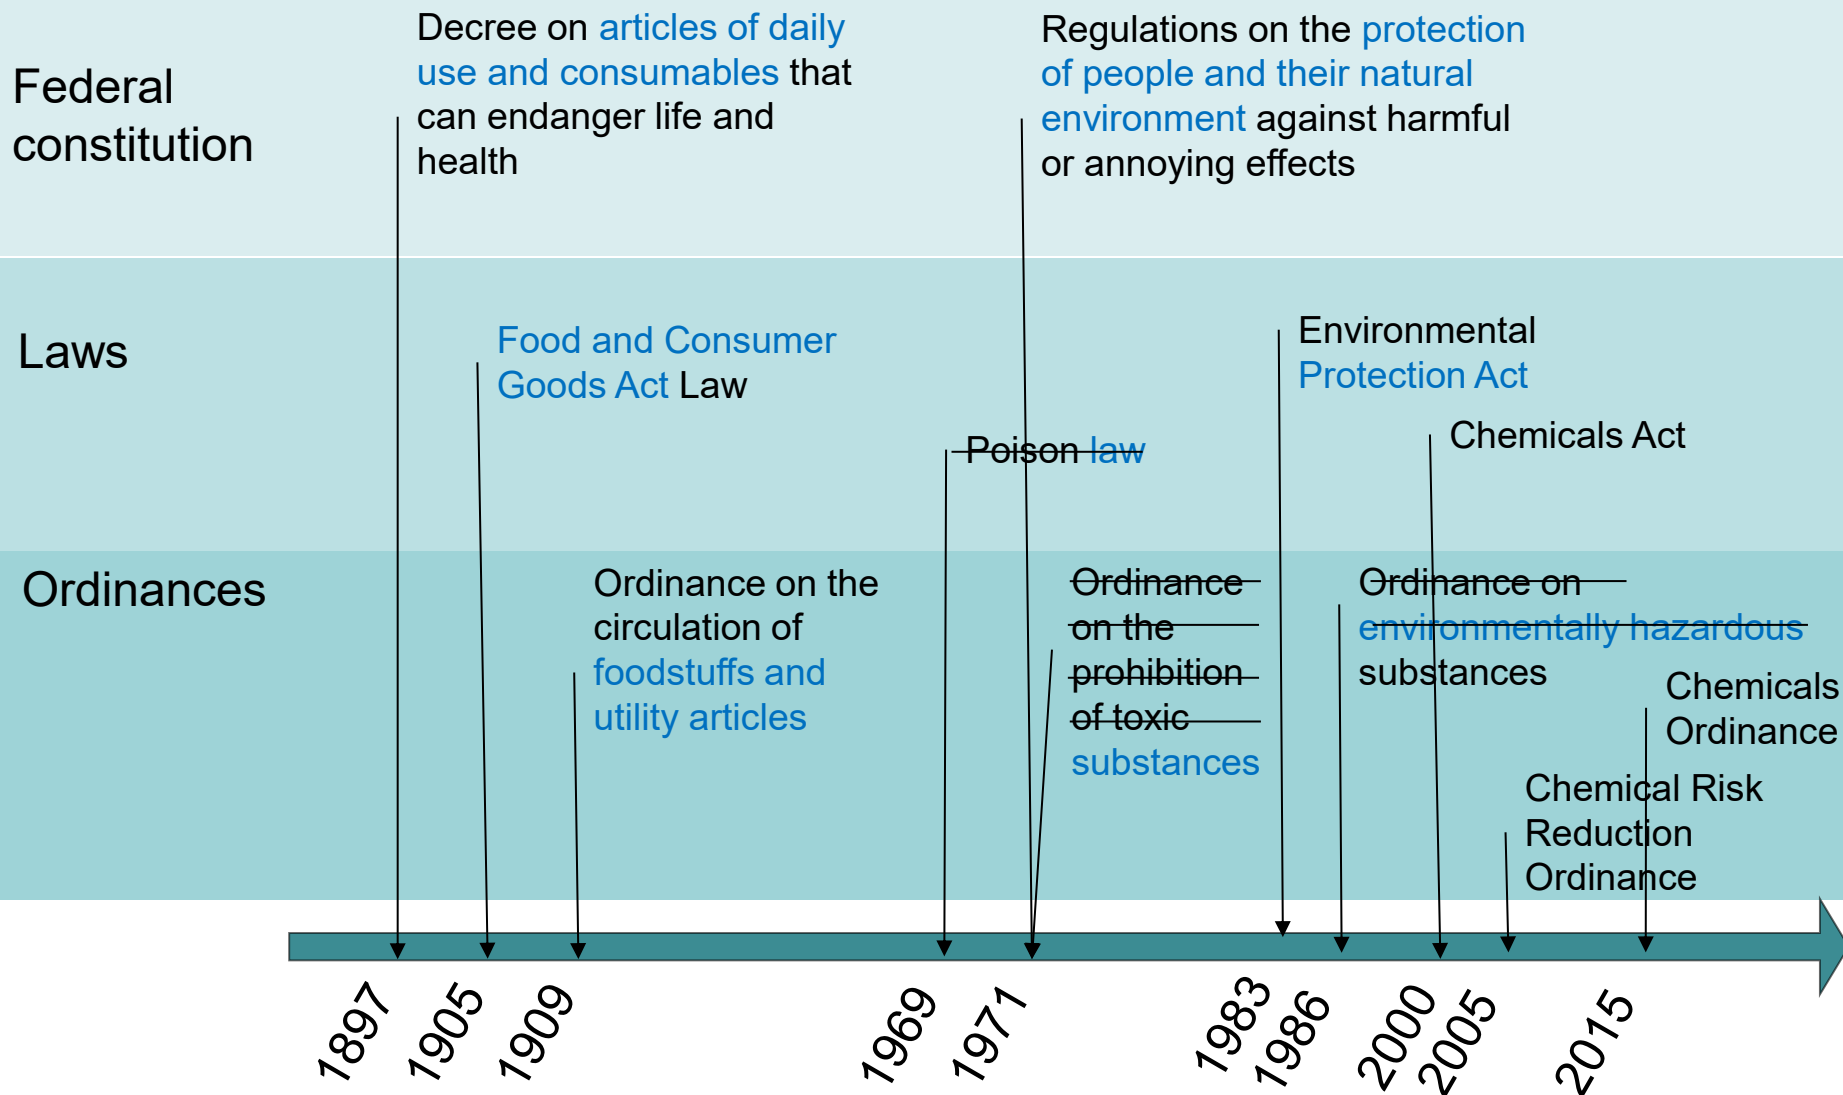 Federal
constitution
Decree on articles of daily
use and consumables that
can endanger life and
health
Regulations on the protection
of people and their natural
environment against harmful
or annoying effects
Laws
Food and Consumer
Goods Act Law
Poison law
Environmental
Protection Act
Chemicals Act
Ordinances
Ordinance on the
circulation of
foodstuffs and
utility articles
Ordinance
on the
prohibition
of toxic
substances
Ordinance on
environmentally hazardous
substances
Chemicals
Ordinance
Chemical Risk
Reduction
Ordinance
1897
1905
1909
1969
1971
1983
1986
2000
2005
2015